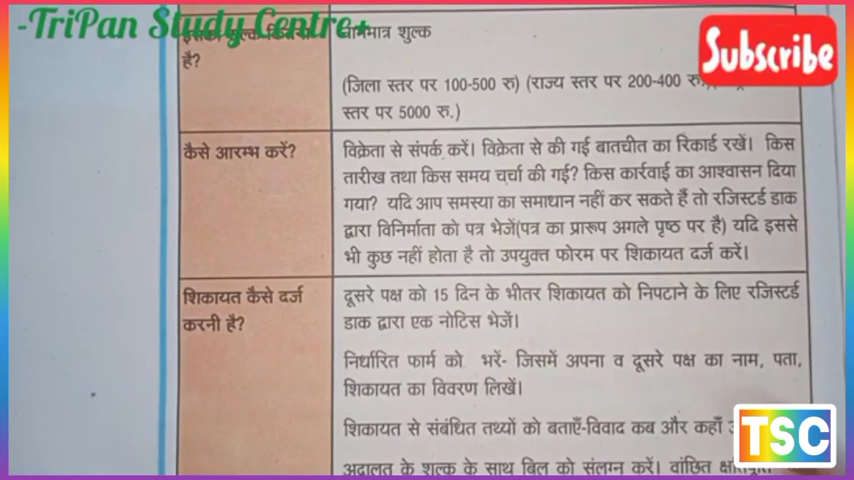 -TriPan Study Centre+
Subscribe
है?
शुल्क
(जिला स्तर पर 100-500 रु) (राज्य स्तर पर 200-400
स्तर पर 5000 रु.)
कैसे आरम्भ करें?
विक्रेता से संपर्क करें। विक्रेता से की गई बातचीत का रिकार्ड रखें। किस
तारीख तथा किस समय चर्चा की गई? किस कार्रवाई का आश्वासन दिया
गया? यदि आप समस्या का समाधान नहीं कर सकते हैं तो रजिस्टर्ड डाक
द्वारा विनिर्माता को पत्र भेजें(पत्र का प्रारूप अगले पृष्ठ पर है) यदि इससे
भी कुछ नहीं होता है तो उपयुक्त फोरम पर शिकायत दर्ज करें।
शिकायत कैसे दर्ज
करनी है?
दूसरे पक्ष को 15 दिन के भीतर शिकायत को निपटाने के लिए रजिस्टर्ड
डाक द्वारा एक नोटिस भेजें।
निर्धारित फार्म को भरें- जिसमें अपना व दूसरे पक्ष का नाम, पता,
शिकायत का विवरण लिखें।
शिकायत से संबंधित तथ्यों को बताएँ-विवाद कब और कहाँ
अदालत के शुल्क के साथ बिल को संलग्न करें। वांछित
TSC